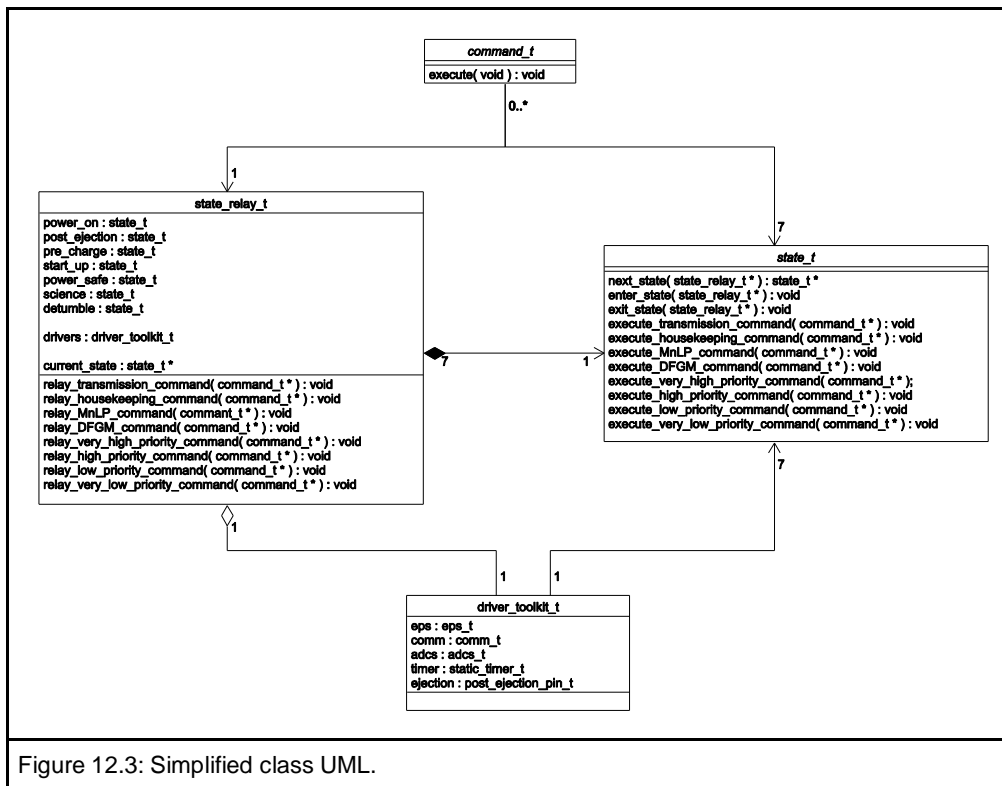 command_t
execute( void ) : void
0..*
1
7
state_relay_t
power_on : state_t
post_ejection : state_t
pre_charge : state_t
start_up : state_t
power_safe : state_t
science : state_t
detumble : state_t
drivers : driver_toolkit_t
current_state : state_t *
relay_transmission_command( command_t * ) : void
relay_housekeeping_command( command_t * ) : void
relay_MnLP_command( commant_t * ) : void
relay_DFGM_command( command_t * ) : void
relay_very_high_priority_command( command_t * ) : void
relay_high_priority_command( command_t * ) : void
relay_low_priority_command( command_t * ) : void
relay_very_low_priority_command( command_t * ) : void
7
1
state_t
next_state( state_relay_t * ) : state_t *
enter_state( state_relay_t * ) : void
exit_state( state_relay_t * ) : void
execute_transmission_command( command_t * ) : void
execute_housekeeping_command( command_t * ) : void
execute_MnLP_command( command_t * ) : void
execute_DFGM_command( command_t * ) : void
execute_very_high_priority_command( command_t * );
execute_high_priority_command( command_t * ) : void
execute_low_priority_command( command_t * ) : void
execute_very_low_priority_command( command_t * ) : void
7
1
1
1
driver_toolkit_t
eps : eps_t
comm : comm_t
adcs : adcs_t
timer : static_timer_t
ejection : post_ejection_pin_t
Figure 12.3: Simplified class UML.